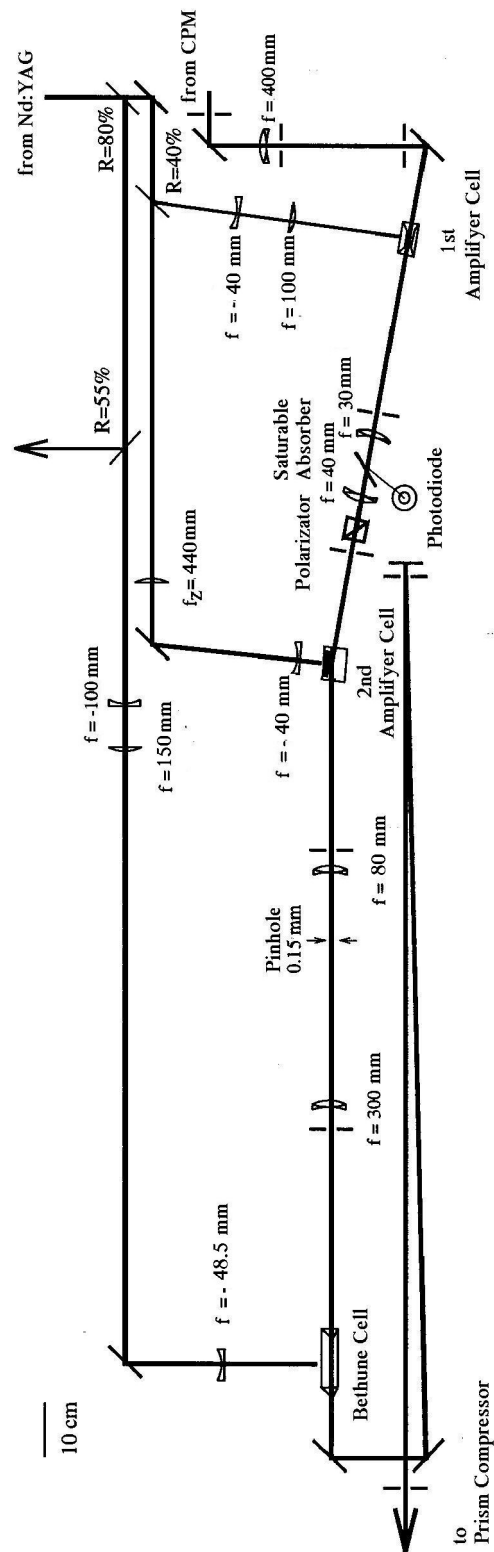 from Nd:YAG
R=80%
R=40%
from CPM
f = 400mm
R=55%
f = - 40 mm
f = 100 mm
1st
Amplifyer Cell
Saturable
Absorber
f = 30mm
f = 40 mm
Polarizator
Photodiode
fz= 440mm
f = -100 mm
f = 150 mm
f = - 40 mm
2nd
Amplifyer Cell
f = 80 mm
Pinhole
0.15 mm
f = 300 mm
f = - 48.5 mm
Bethune Cell
10 cm
to
Prism Compressor